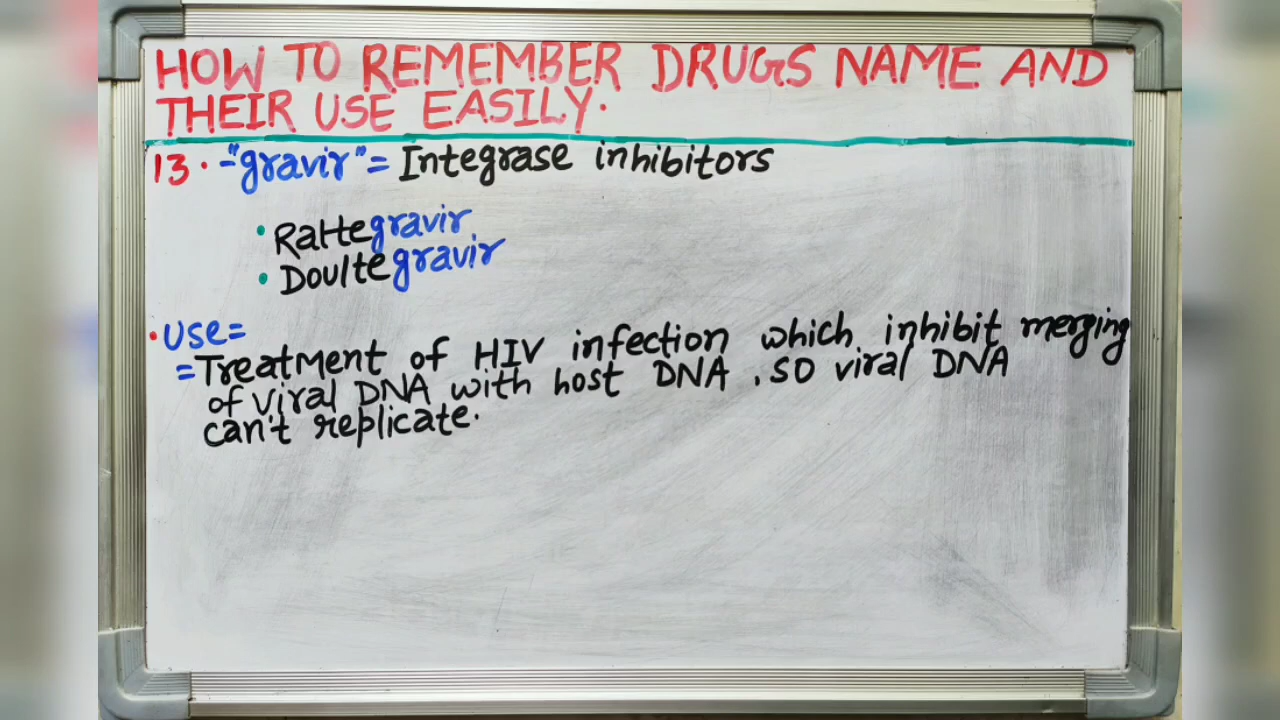 HOW TO REMEMBER DRUGS NAME AND
THEIR USE EASILY.
13. -"gravir"= Integrase inhibitors
• Raltegravir
• Doultegravir
• Use=
=Treatment of HIV infection which inhibit merging
of viral DNA with host DNA, so viral DNA
can't replicate.